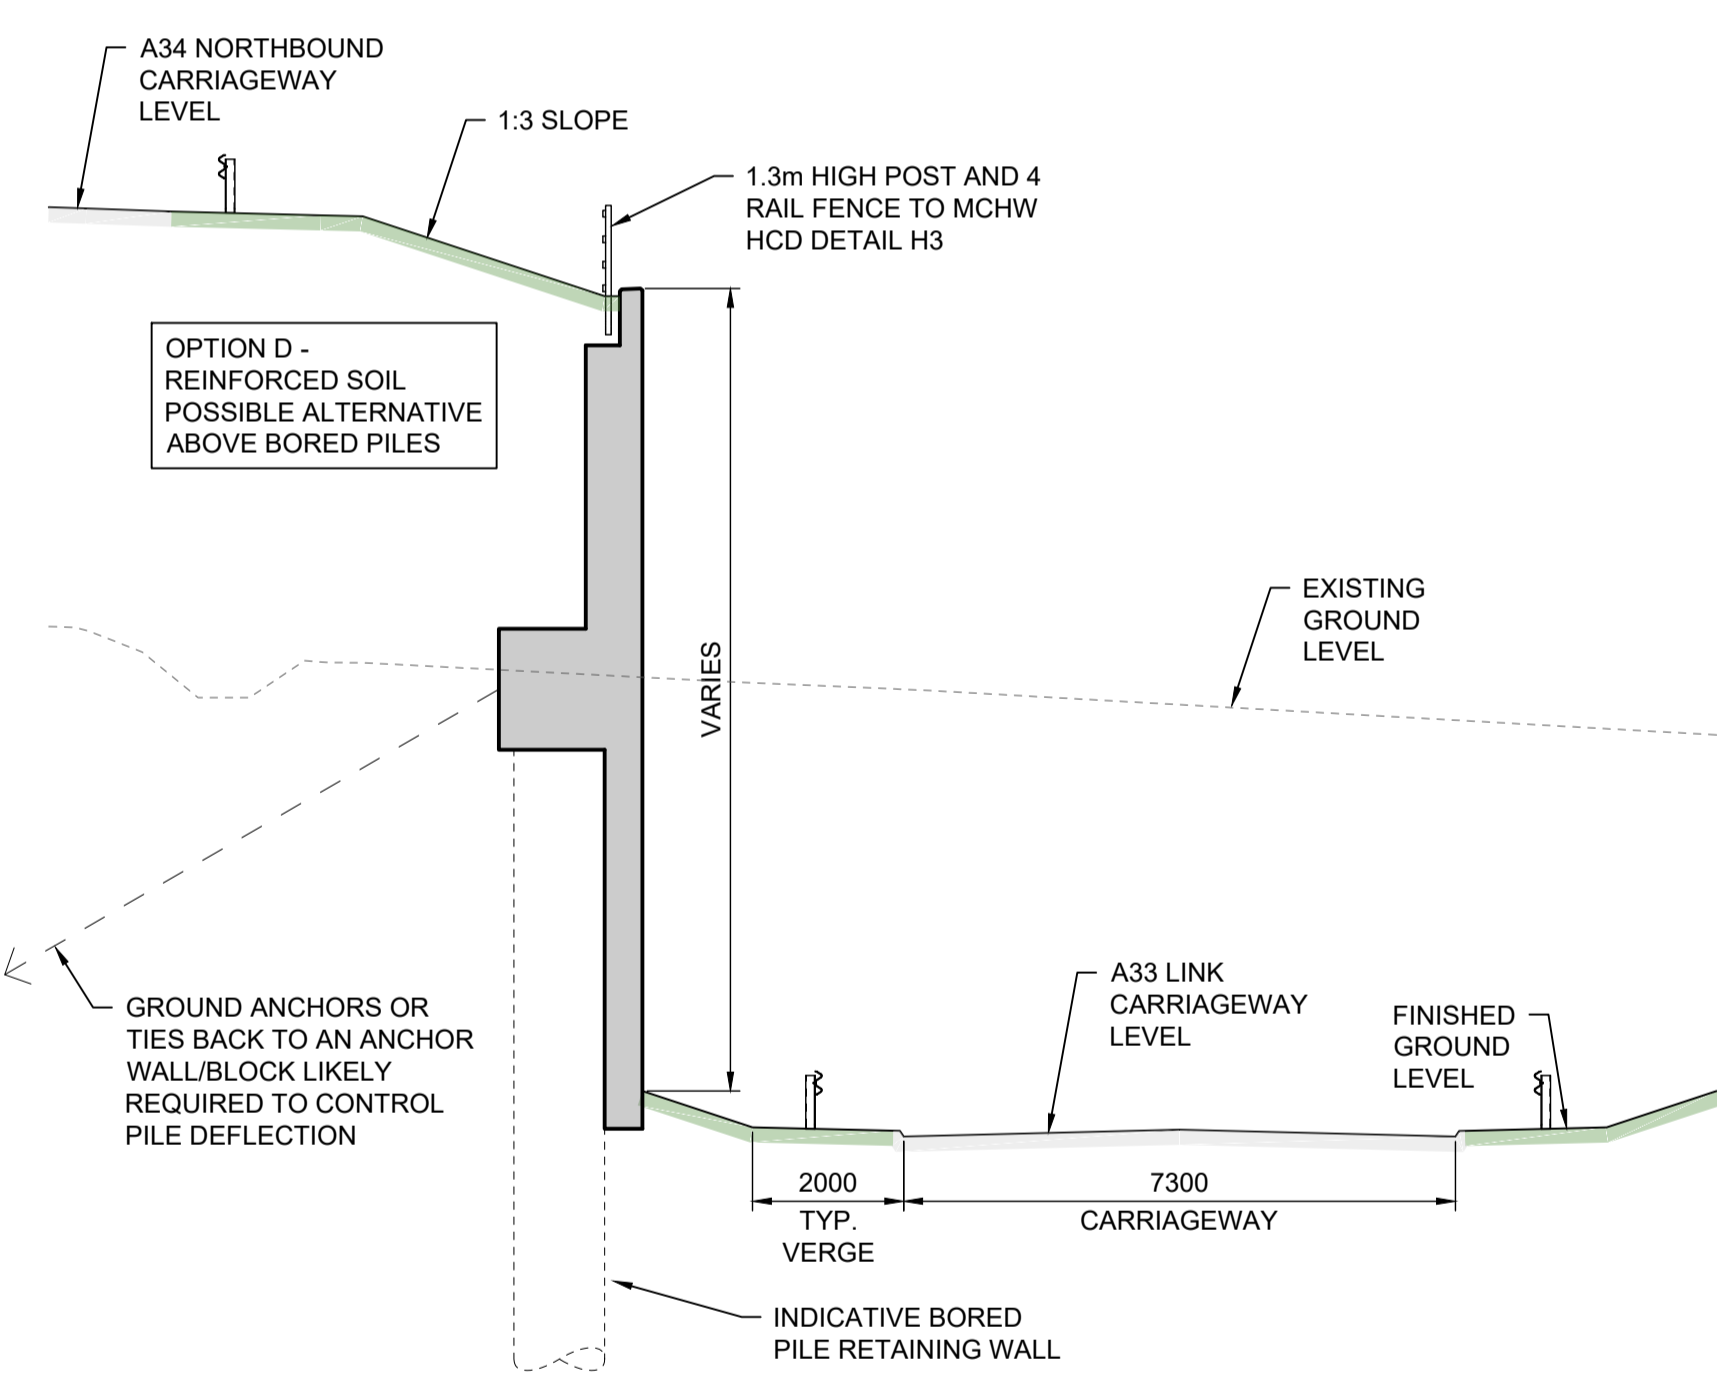 A34 NORTHBOUND
CARRIAGEWAY
LEVEL
1:3 SLOPE
1.3m HIGH POST AND 4
RAIL FENCE TO MCHW
HCD DETAIL H3
OPTION D -
REINFORCED SOIL
POSSIBLE ALTERNATIVE
ABOVE BORED PILES
EXISTING
GROUND
LEVEL
VARIES
GROUND ANCHORS OR
TIES BACK TO AN ANCHOR
WALL/BLOCK LIKELY
REQUIRED TO CONTROL
PILE DEFLECTION
A33 LINK
CARRIAGEWAY
LEVEL
FINISHED
GROUND
LEVEL
2000
TYP.
VERGE
7300
CARRIAGEWAY
INDICATIVE BORED
PILE RETAINING WALL